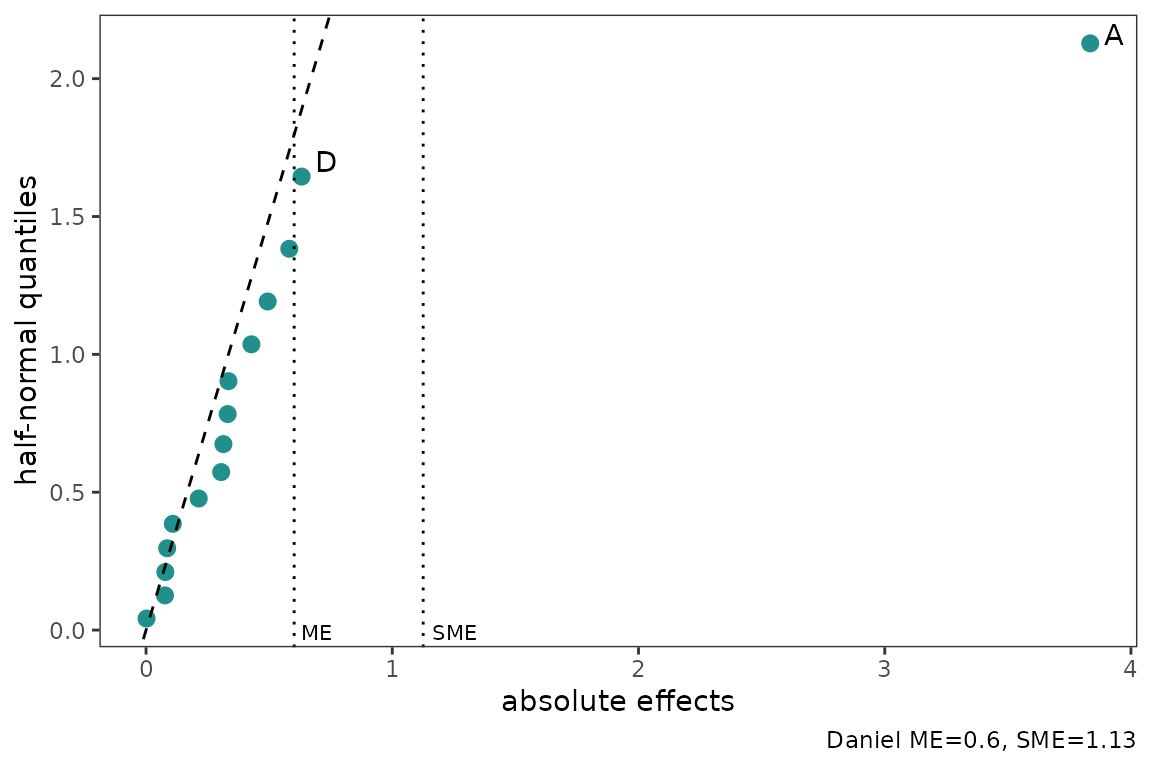 A
2.0
D
1.5
1.0
0.5
0.0
half-normal quantiles
ME
SME
0 1 2 3 4
absolute effects
Daniel ME=0.6, SME=1.13